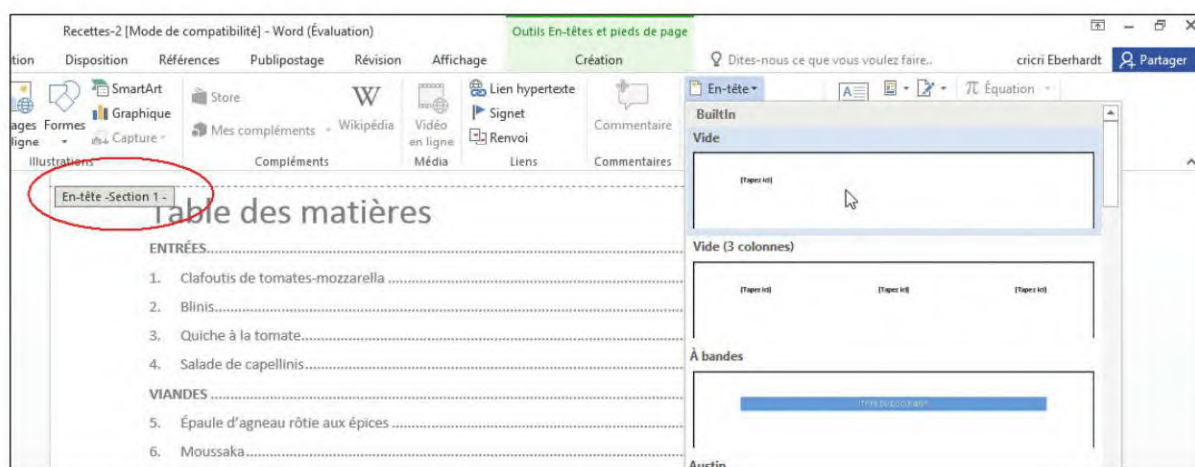 Recettes-2 [Mode de compatibilité] - Word (Évaluation)
Outils En-têtes et pieds de page
tion Disposition Références Publipostage Révision Affichage Création Dites-nous ce que vous voulez faire.. cricri Eberhardt Partager
ages
ligne
Formes
SmartArt
Graphique
Capture
Illustrations
Store
Mes compléments
Wikipédia
Compléments
Vidéo
en ligne
Média
Lien hypertexte
Signet
Renvoi
Liens
Commentaire
Commentaires
En-tête
A
π Équation
En-tête -Section 1 -
Table des matières
ENTRÉES
1. Clafoutis de tomates-mozzarella
2. Blinis
3. Quiche à la tomate
4. Salade de capellinis
VIANDES
5. Épaule d'agneau rôtie aux épices
6. Moussaka
BuiltIn
Vide
[Tapez ici]
Vide (3 colonnes)
[Tapez ici] [Tapez ici] [Tapez ici]
À bandes
Austin